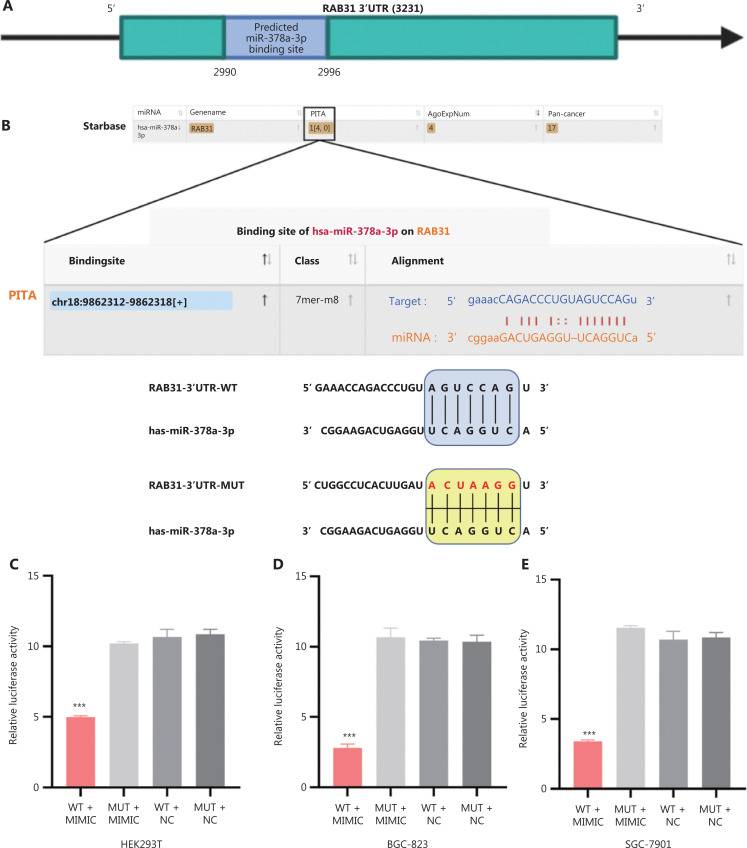 A
5′ RAB31 3′UTR (3231) 3′
Predicted
miR-378a-3p
binding site
2990 2996
B
Starbase
miRNA Genename PITA AgoExpNum Pan-cancer
hsa-miR-378a-
3p
RAB31 1[4, 0] 4 17
Binding site of hsa-miR-378a-3p on RAB31
Bindingsite Class Alignment
PITA
chr18:9862312-9862318[+] 7mer-m8
Target : 5′ gaaacCAGACCCUGUAGUCCAGu 3′
miRNA : 3′ cggaaGACUGAGGU–UCAGGUCa 5′
RAB31-3′UTR-WT 5′ GAAACCAGACCCUGU A G U C C A G U 3′
has-miR-378a-3p 3′ CGGAAGACUGAGGU U C A G G U C A 5′
RAB31-3′UTR-MUT 5′ CUGGCCUCACUUGAU A C U A A G G U 3′
has-miR-378a-3p 3′ CGGAAGACUGAGGU U C A G G U C A 5′
C
Relative luciferase activity
15
10
5
0
***
WT +
MIMIC
MUT +
MIMIC
WT +
NC
MUT +
NC
HEK293T
D
Relative luciferase activity
15
10
5
0
***
WT +
MIMIC
MUT +
MIMIC
WT +
NC
MUT +
NC
BGC-823
E
Relative luciferase activity
15
10
5
0
***
WT +
MIMIC
MUT +
MIMIC
WT +
NC
MUT +
NC
SGC-7901